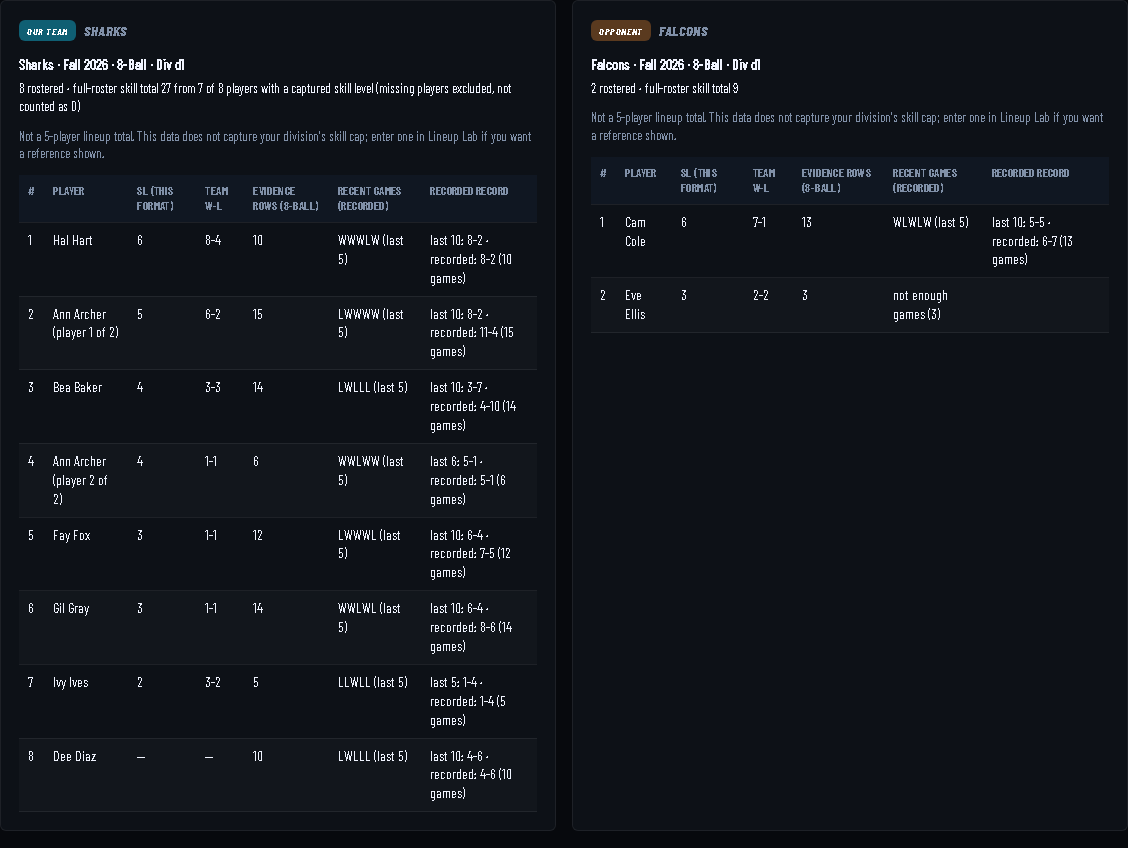 OUR TEAM SHARKS
Sharks · Fall 2026 · 8-Ball · Div d1
8 rostered · full-roster skill total 27 from 7 of 8 players with a captured skill level (missing players excluded, not
counted as 0)
Not a 5-player lineup total. This data does not capture your division's skill cap; enter one in Lineup Lab if you want
a reference shown.
# PLAYER SL (THIS FORMAT) TEAM W-L EVIDENCE ROWS (8-BALL) RECENT GAMES (RECORDED) RECORDED RECORD
1 Hal Hart 6 8-4 10 WWWLW (last 5) last 10: 8-2 · recorded: 8-2 (10 games)
2 Ann Archer (player 1 of 2) 5 6-2 15 LWWWW (last 5) last 10: 8-2 · recorded: 11-4 (15 games)
3 Bea Baker 4 3-3 14 LWLLL (last 5) last 10: 3-7 · recorded: 4-10 (14 games)
4 Ann Archer (player 2 of 2) 4 1-1 6 WWLWW (last 5) last 6: 5-1 · recorded: 5-1 (6 games)
5 Fay Fox 3 1-1 12 LWWWL (last 5) last 10: 6-4 · recorded: 7-5 (12 games)
6 Gil Gray 3 1-1 14 WWLWL (last 5) last 10: 6-4 · recorded: 8-6 (14 games)
7 Ivy Ives 2 3-2 5 LLWLL (last 5) last 5: 1-4 · recorded: 1-4 (5 games)
8 Dee Diaz — — 10 LWLLL (last 5) last 10: 4-6 · recorded: 4-6 (10 games)
OPPONENT FALCONS
Falcons · Fall 2026 · 8-Ball · Div d1
2 rostered · full-roster skill total 9
Not a 5-player lineup total. This data does not capture your division's skill cap; enter one in Lineup Lab if you want
a reference shown.
# PLAYER SL (THIS FORMAT) TEAM W-L EVIDENCE ROWS (8-BALL) RECENT GAMES (RECORDED) RECORDED RECORD
1 Cam Cole 6 7-1 13 WLWLW (last 5) last 10: 5-5 · recorded: 6-7 (13 games)
2 Eve Ellis 3 2-2 3 not enough games (3)